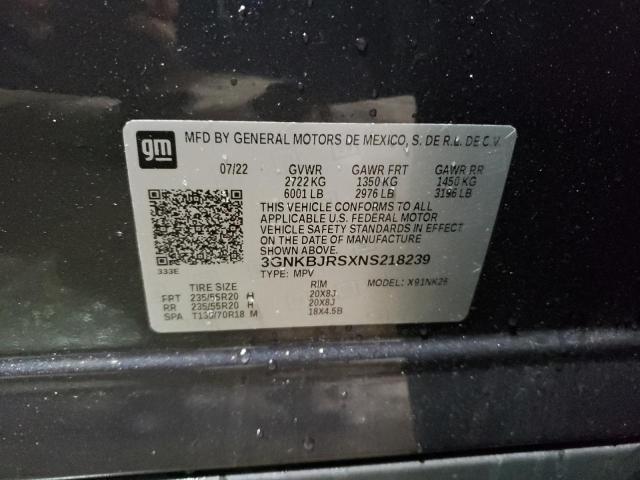 gm
MFD BY GENERAL MOTORS DE MEXICO, S. DE R.L. DE C.V.
07/22 GVWR GAWR FRT GAWR RR
2722 KG 1350 KG 1450 KG
6001 LB 2976 LB 3196 LB
THIS VEHICLE CONFORMS TO ALL
APPLICABLE U.S. FEDERAL MOTOR
VEHICLE SAFETY STANDARDS IN EFFECT
ON THE DATE OF MANUFACTURE
SHOWN ABOVE.
333E
3GNKBJRSXNS218239
TYPE: MPV MODEL: X91NK26
TIRE SIZE RIM
FRT 235/55R20 H 20X8J
RR 235/55R20 H 20X8J
SPA T130/70R18 M 18X4.5B